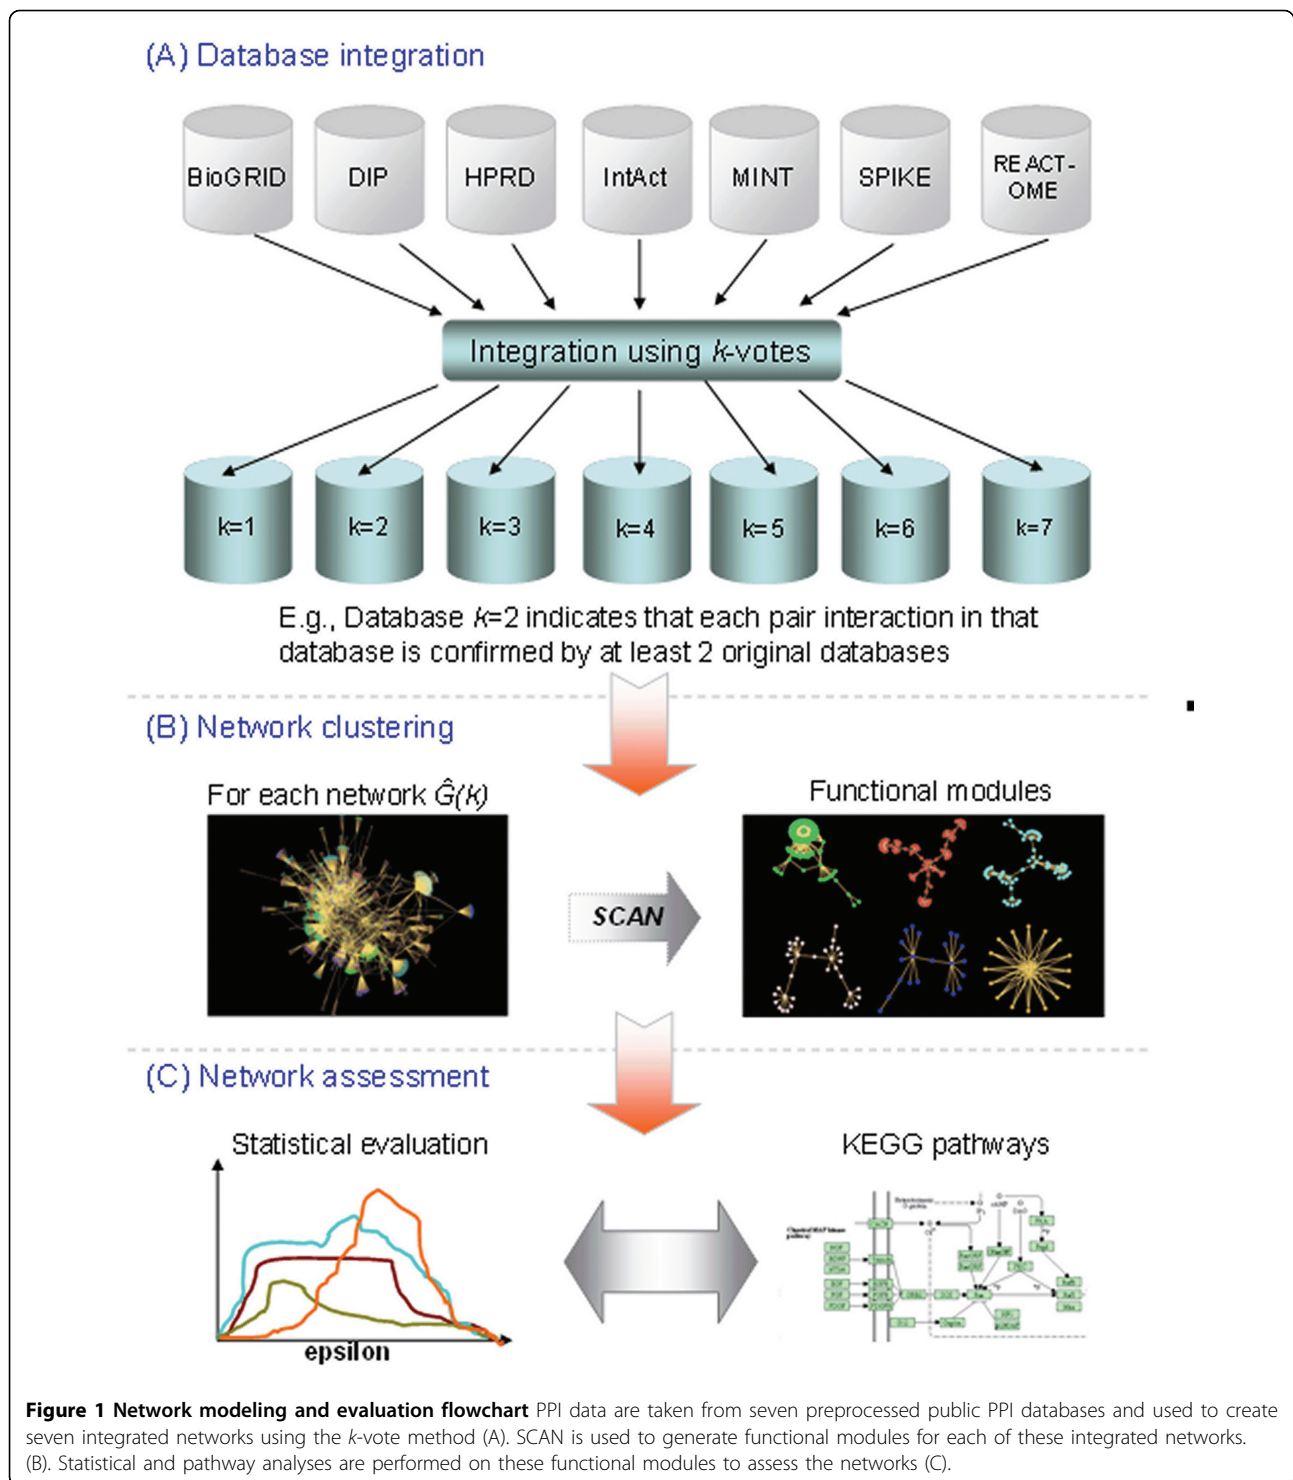 (A) Database integration
BioGRID
DIP
HPRD
IntAct
MINT
SPIKE
REACT-
OME
Integration using k-votes
k=1
k=2
k=3
k=4
k=5
k=6
k=7
E.g., Database k=2 indicates that each pair interaction in that
database is confirmed by at least 2 original databases
(B) Network clustering
For each network Ĝ(k)
Functional modules
SCAN
(C) Network assessment
Statistical evaluation
KEGG pathways
epsilon
Figure 1 Network modeling and evaluation flowchart PPI data are taken from seven preprocessed public PPI databases and used to create
seven integrated networks using the k-vote method (A). SCAN is used to generate functional modules for each of these integrated networks.
(B). Statistical and pathway analyses are performed on these functional modules to assess the networks (C).